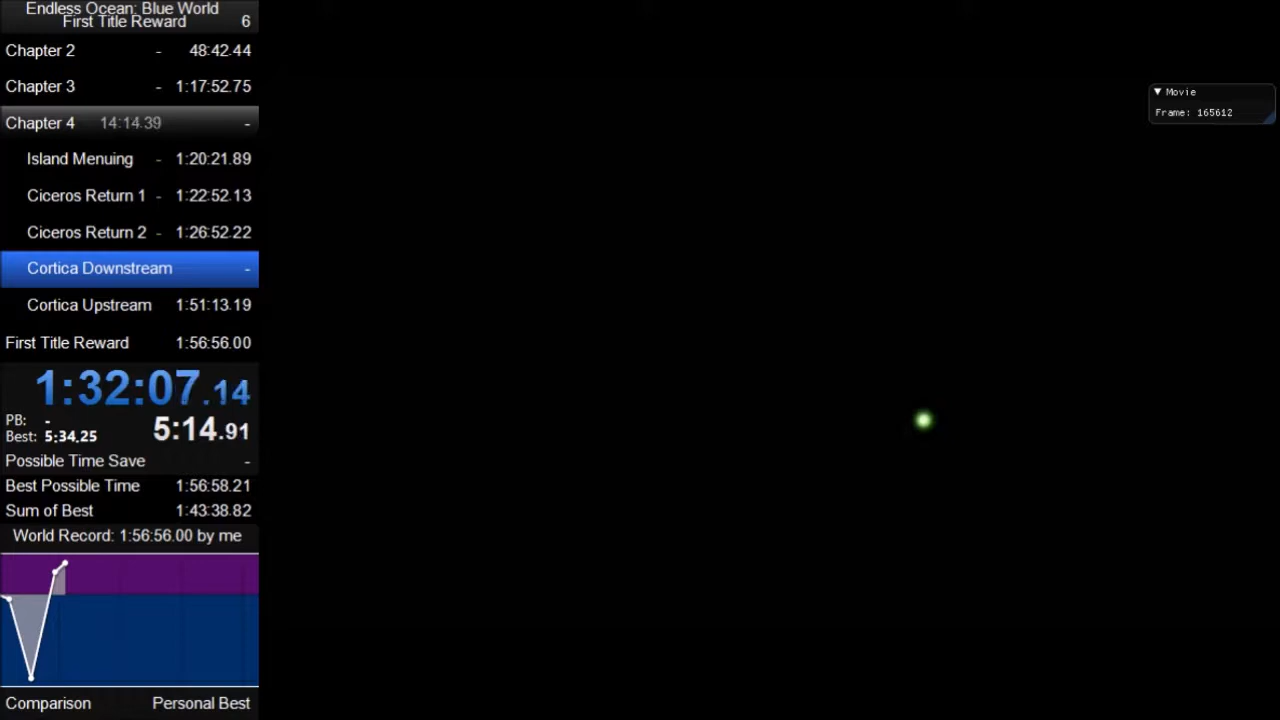 Endless Ocean: Blue World
First Title Reward 6
Chapter 2 - 48:42.44
Chapter 3 - 1:17:52.75
Chapter 4 14:14.39 -
Island Menuing - 1:20:21.89
Ciceros Return 1 - 1:22:52.13
Ciceros Return 2 - 1:26:52.22
Cortica Downstream -
Cortica Upstream 1:51:13.19
First Title Reward 1:56:56.00
1:32:07.14
PB: -
Best: 5:34.25 5:14.91
Possible Time Save -
Best Possible Time 1:56:58.21
Sum of Best 1:43:38.82
World Record: 1:56:56.00 by me
Comparison Personal Best
▼ Movie
Frame: 165612